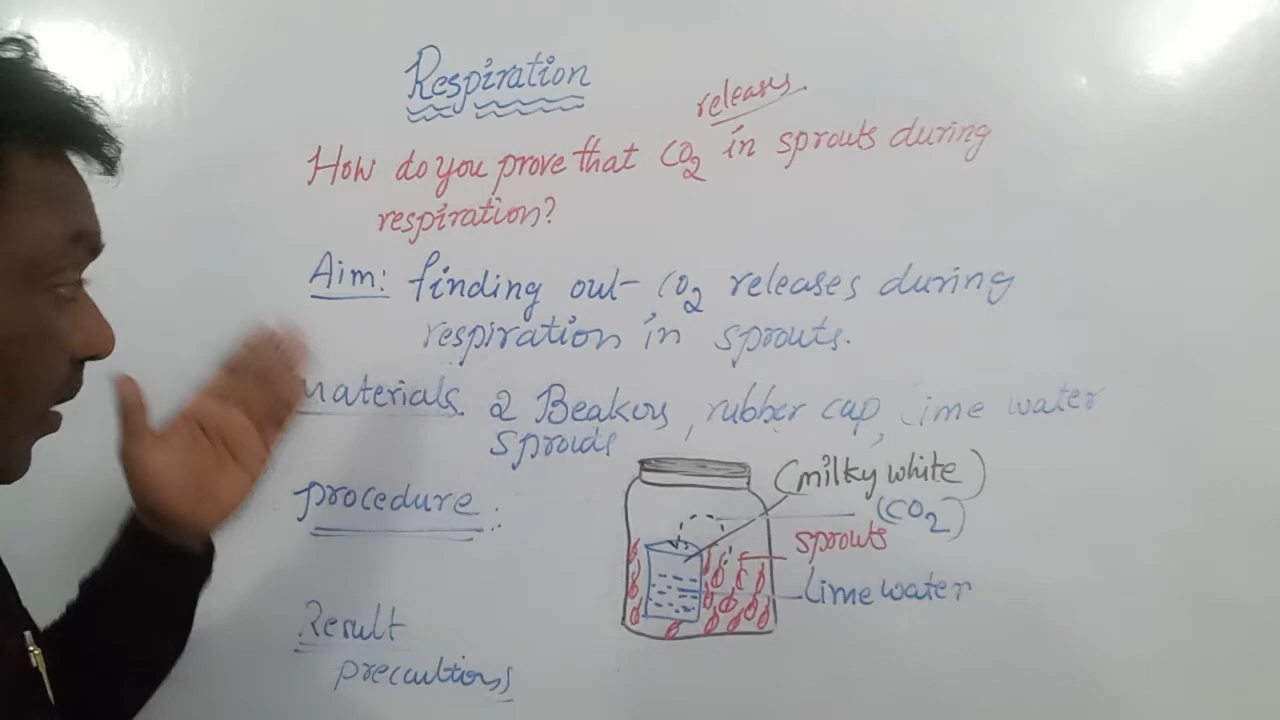 Respiration
releases
How do you prove that CO2 in sprouts during
respiration?
Aim: finding out CO2 releases during
respiration in sprouts.
Materials 2 Beakers, rubber cap, Lime water
Sprouts
procedure:
(milky white)
(CO2)
sprouts
Lime water
Result
precautions